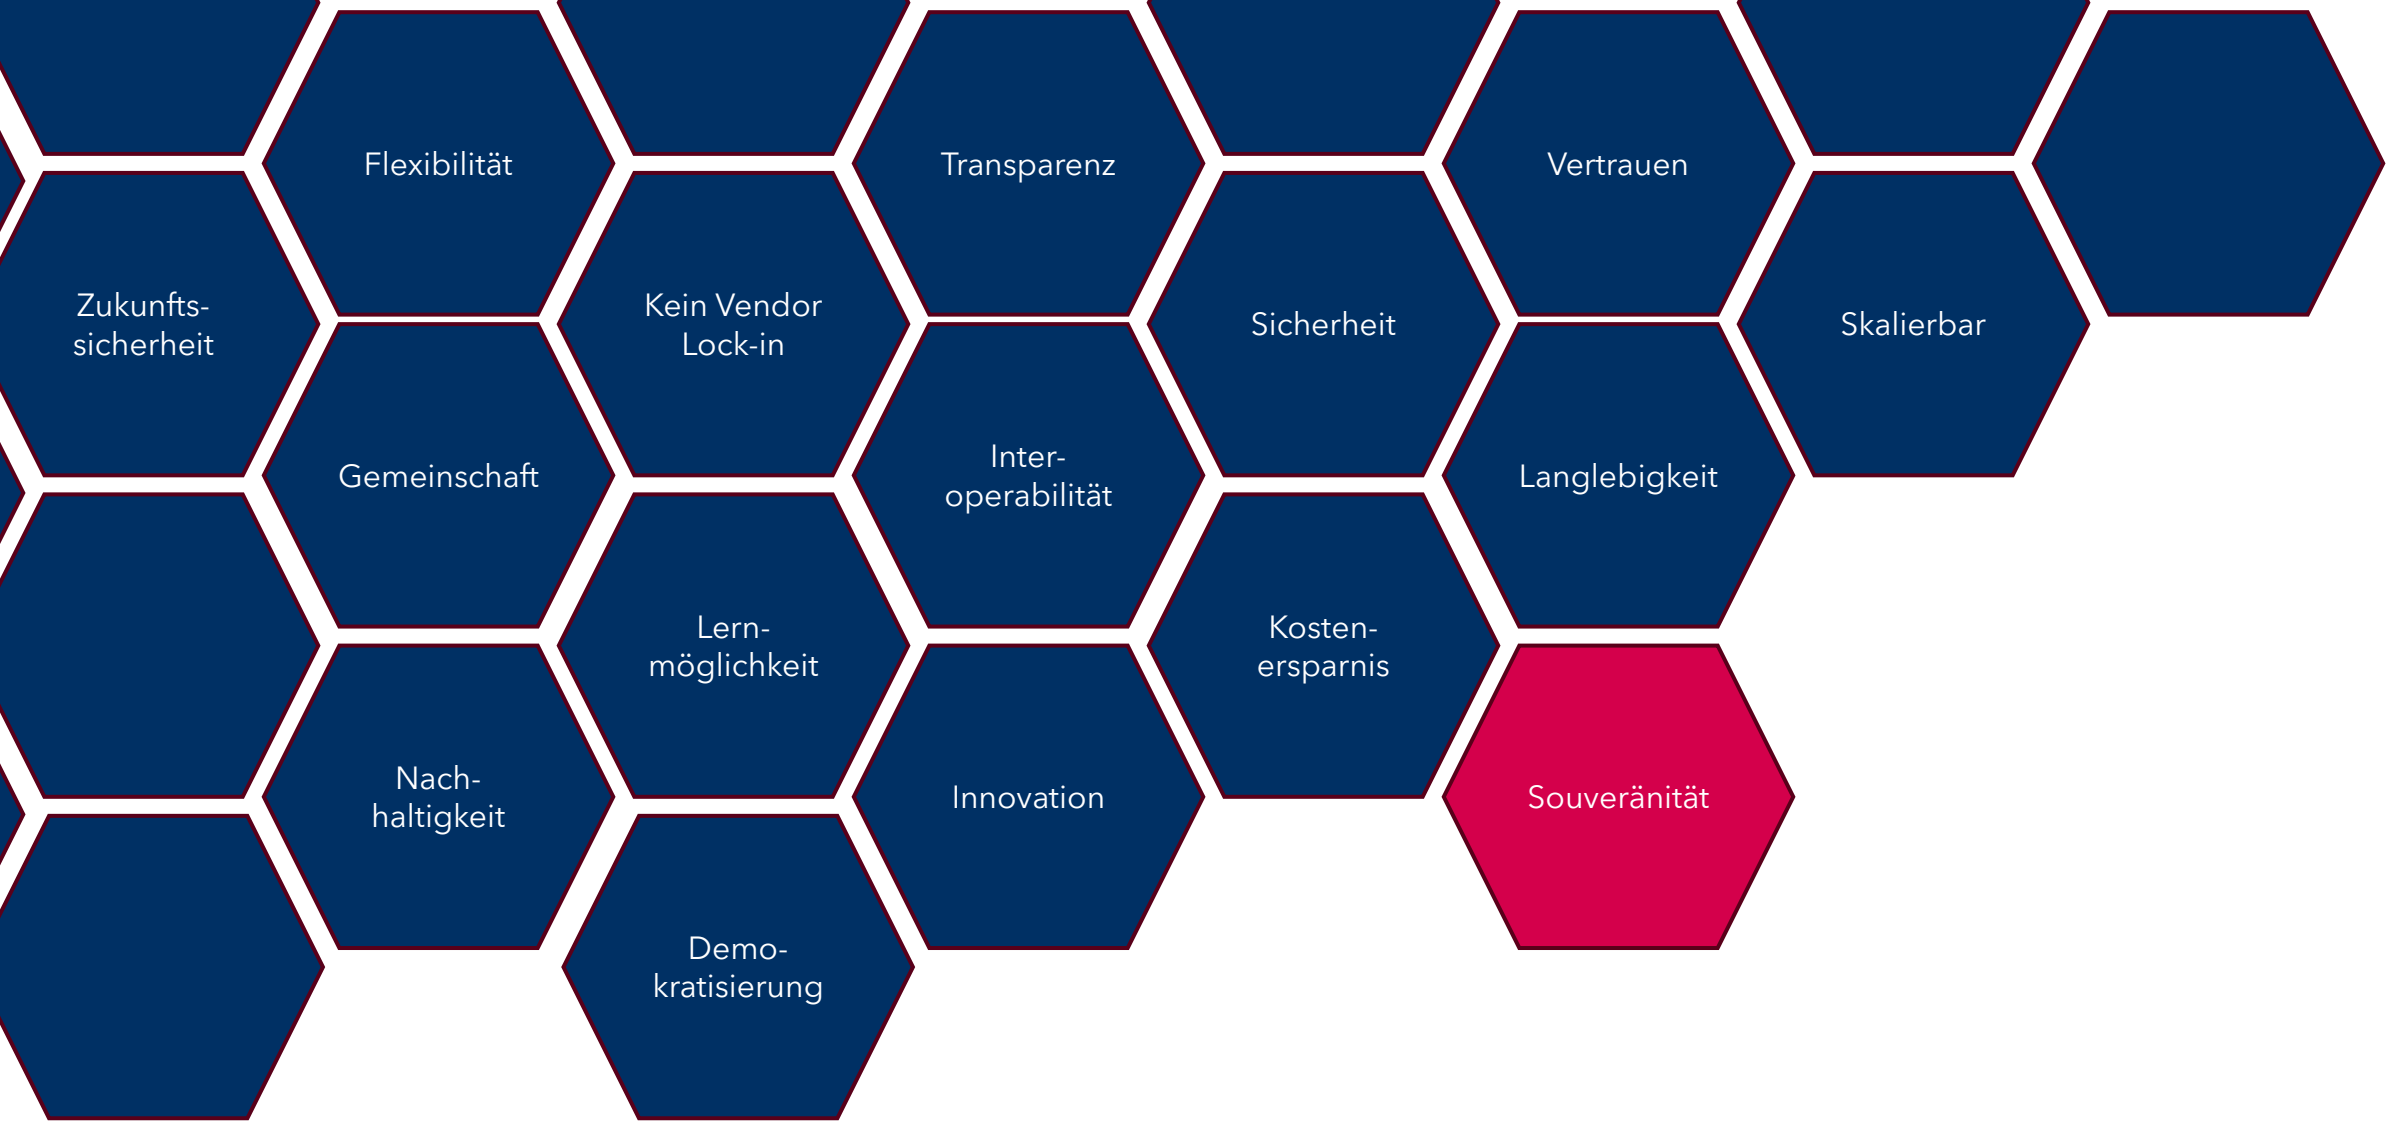 Flexibilität
Transparenz
Vertrauen
Zukunfts-
sicherheit
Kein Vendor
Lock-in
Sicherheit
Skalierbar
Gemeinschaft
Inter-
operabilität
Langlebigkeit
Lern-
möglichkeit
Kosten-
ersparnis
Nach-
haltigkeit
Innovation
Souveränität
Demo-
kratisierung